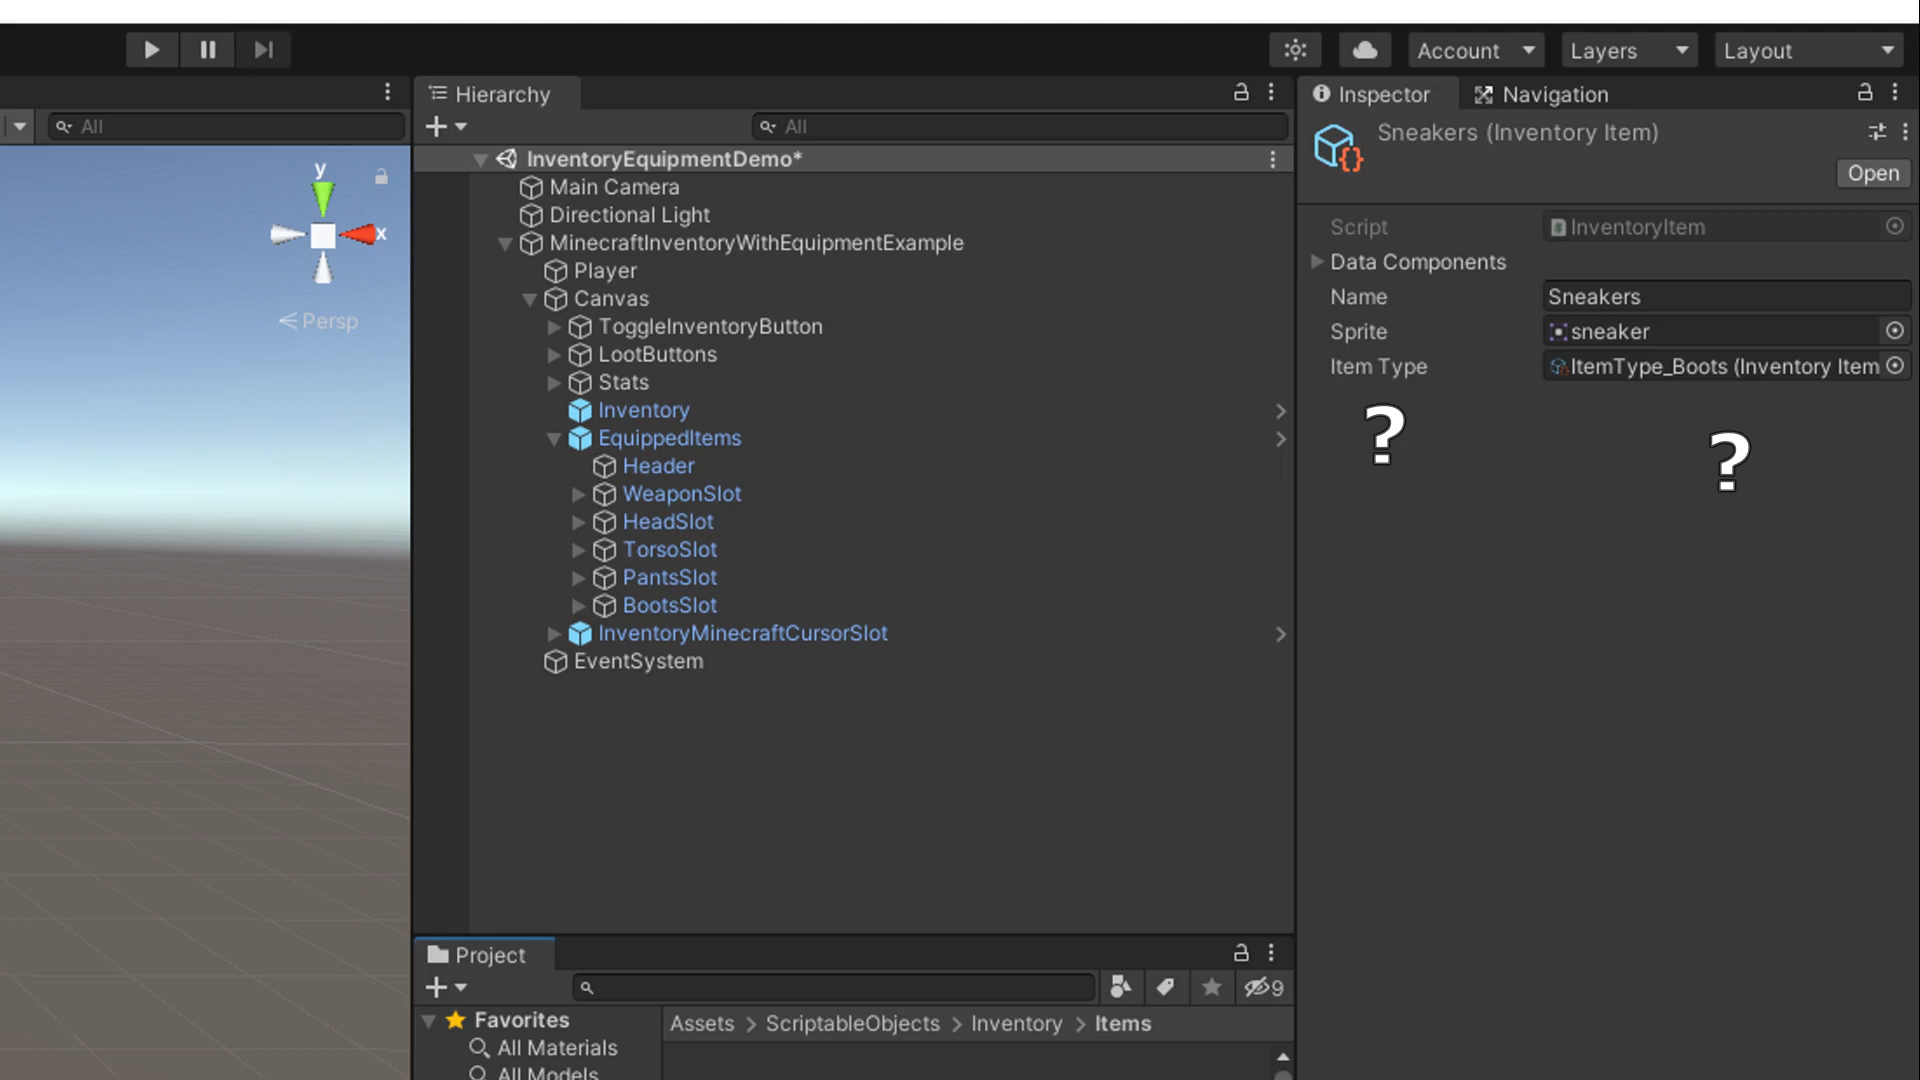 Account
Layers
Layout
Hierarchy
Inspector
Navigation
All
All
Sneakers (Inventory Item)
Open
y
x
Persp
InventoryEquipmentDemo*
Main Camera
Directional Light
MinecraftInventoryWithEquipmentExample
Player
Canvas
ToggleInventoryButton
LootButtons
Stats
Inventory
EquippedItems
Header
WeaponSlot
HeadSlot
TorsoSlot
PantsSlot
BootsSlot
InventoryMinecraftCursorSlot
EventSystem
Script InventoryItem
Data Components
Name Sneakers
Sprite sneaker
Item Type ItemType_Boots (Inventory Item
?
?
Project
9
Favorites
All Materials
All Models
Assets > ScriptableObjects > Inventory > Items